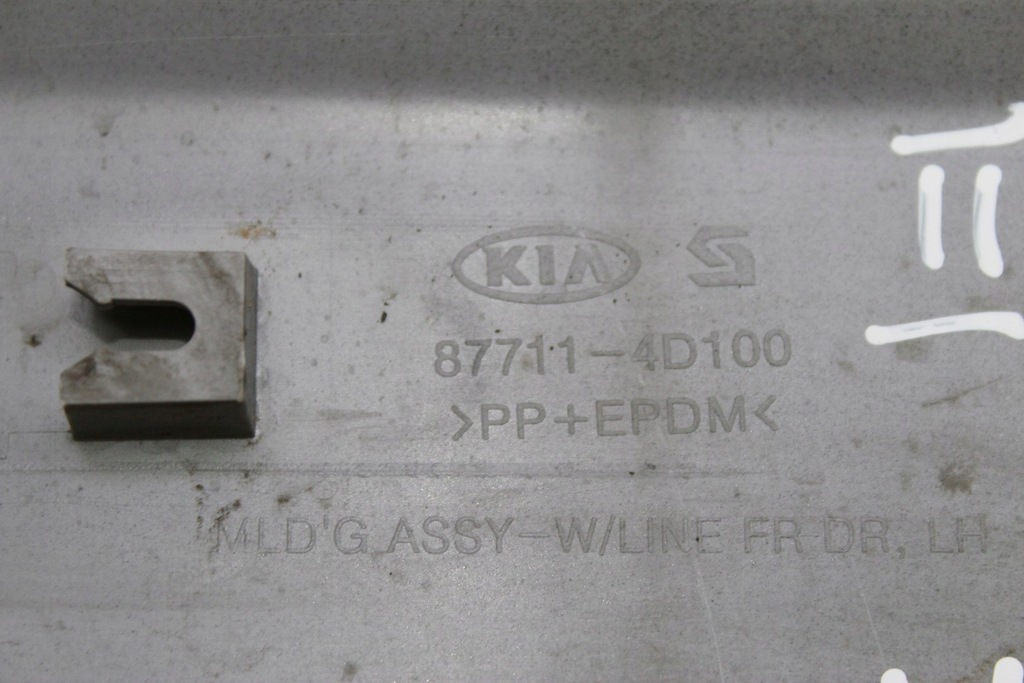 KIA
87711-4D100
>PP+EPDM<
MLD'G ASSY-W/LINE FR DR, LH